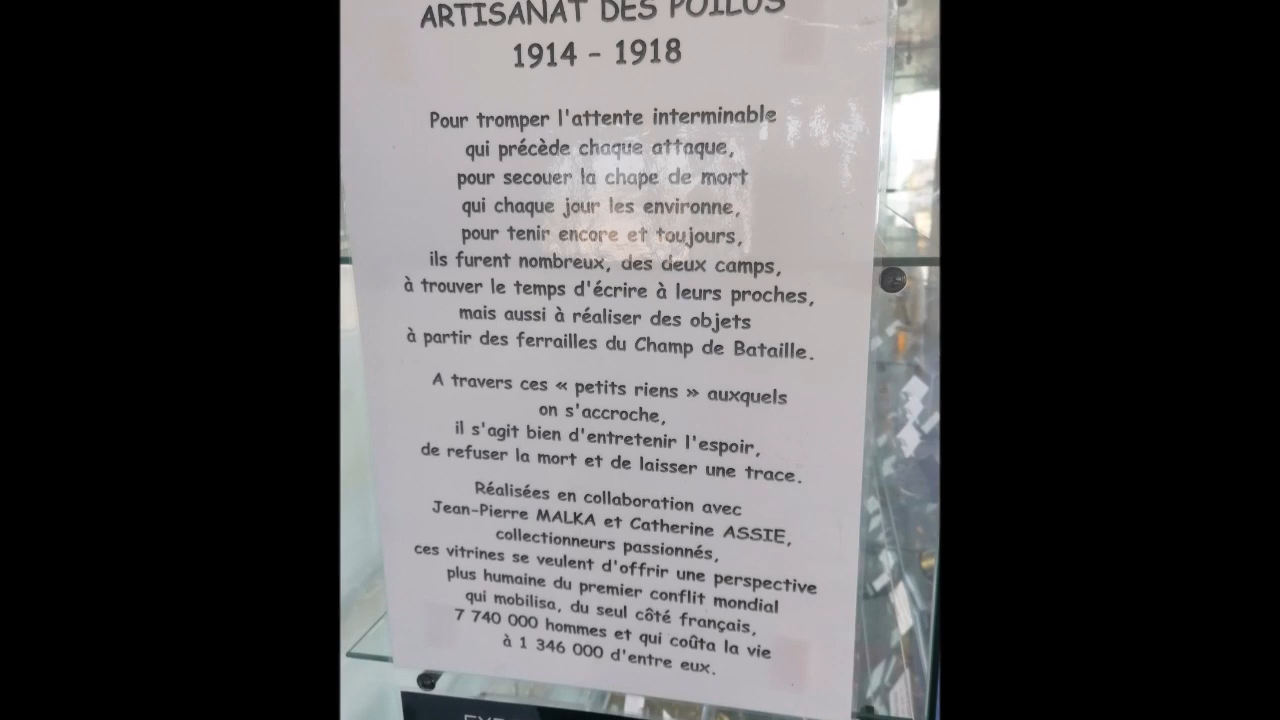 ARTISANAT DES POILUS
1914 - 1918
Pour tromper l'attente interminable
qui précède chaque attaque,
pour secouer la chape de mort
qui chaque jour les environne,
pour tenir encore et toujours,
ils furent nombreux, des deux camps,
à trouver le temps d'écrire à leurs proches,
mais aussi à réaliser des objets
à partir des ferrailles du Champ de Bataille.
A travers ces « petits riens » auxquels
on s'accroche,
il s'agit bien d'entretenir l'espoir,
de refuser la mort et de laisser une trace.
Réalisées en collaboration avec
Jean-Pierre MALKA et Catherine ASSIE,
collectionneurs passionnés,
ces vitrines se veulent d'offrir une perspective
plus humaine du premier conflit mondial
qui mobilisa, du seul côté français,
7 740 000 hommes et qui coûta la vie
à 1 346 000 d'entre eux.